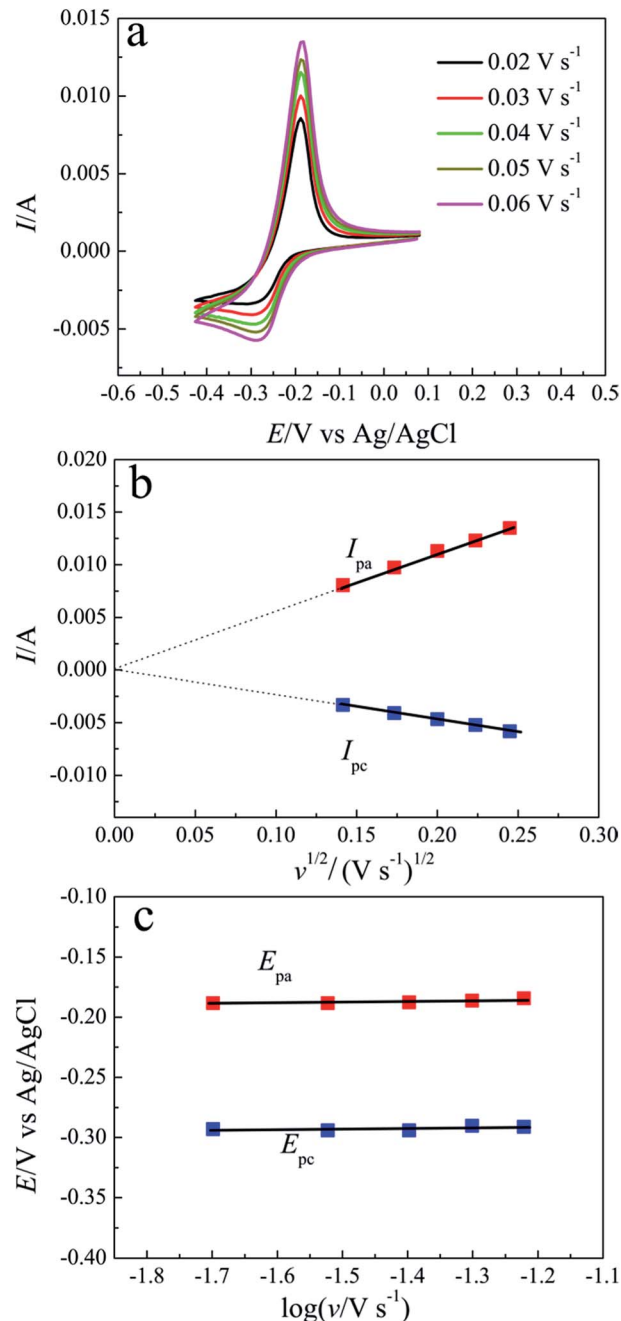 a
0.015
0.010
0.005
0.000
-0.005
I/A
0.02 V s⁻¹
0.03 V s⁻¹
0.04 V s⁻¹
0.05 V s⁻¹
0.06 V s⁻¹
-0.6 -0.5 -0.4 -0.3 -0.2 -0.1 0.0 0.1 0.2 0.3 0.4 0.5
E/V vs Ag/AgCl
b
0.020
0.015
0.010
0.005
0.000
-0.005
-0.010
I/A
Ipa
Ipc
0.00 0.05 0.10 0.15 0.20 0.25 0.30
v¹/²/(V s⁻¹)¹/²
c
-0.10
-0.15
-0.20
-0.25
-0.30
-0.35
-0.40
E/V vs Ag/AgCl
Epa
Epc
-1.8 -1.7 -1.6 -1.5 -1.4 -1.3 -1.2 -1.1
log(v/V s⁻¹)